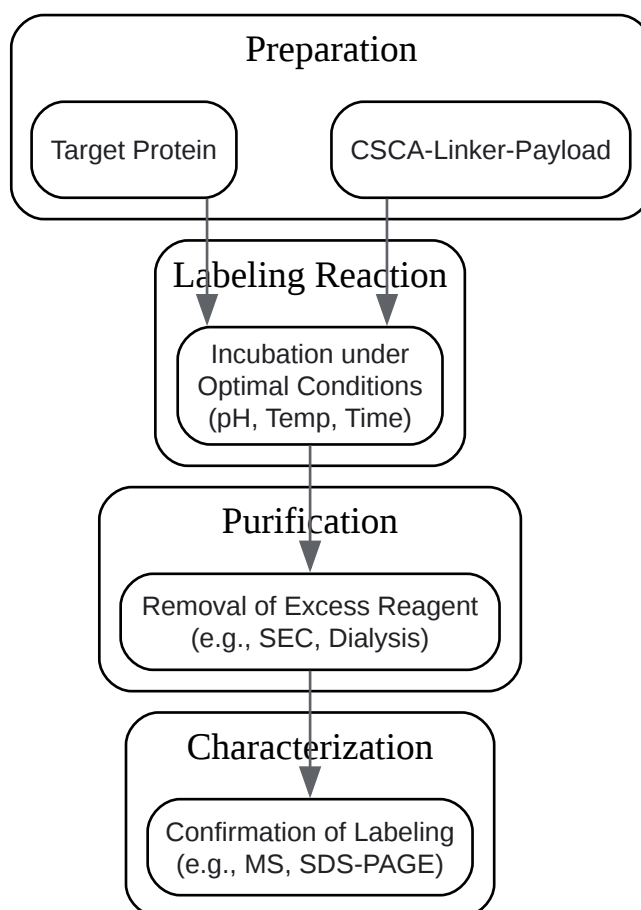 Preparation
Target Protein
CSCA-Linker-Payload
Labeling Reaction
Incubation under
Optimal Conditions
(pH, Temp, Time)
Purification
Removal of Excess Reagent
(e.g., SEC, Dialysis)
Characterization
Confirmation of Labeling
(e.g., MS, SDS-PAGE)